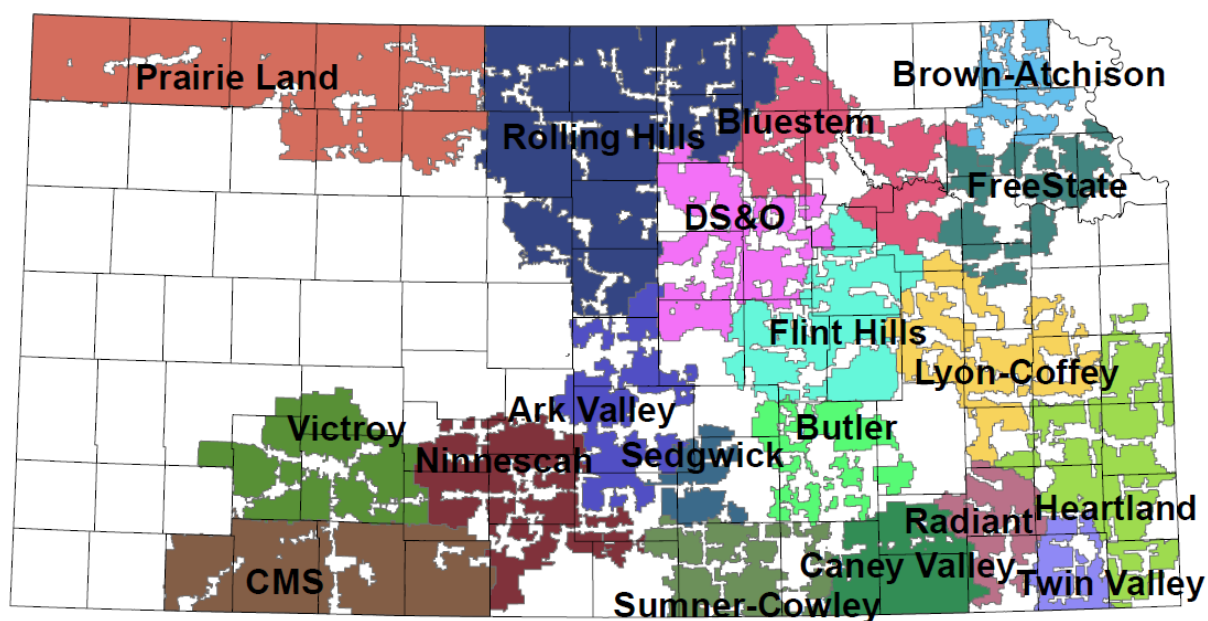 Prairie Land
Brown-Atchison
Rolling Hills
Bluestem
FreeState
DS&O
Flint Hills
Lyon-Coffey
Victroy
Ark Valley
Butler
Ninnescah
Sedgwick
Radiant
Heartland
CMS
Caney Valley
Twin Valley
Sumner-Cowley